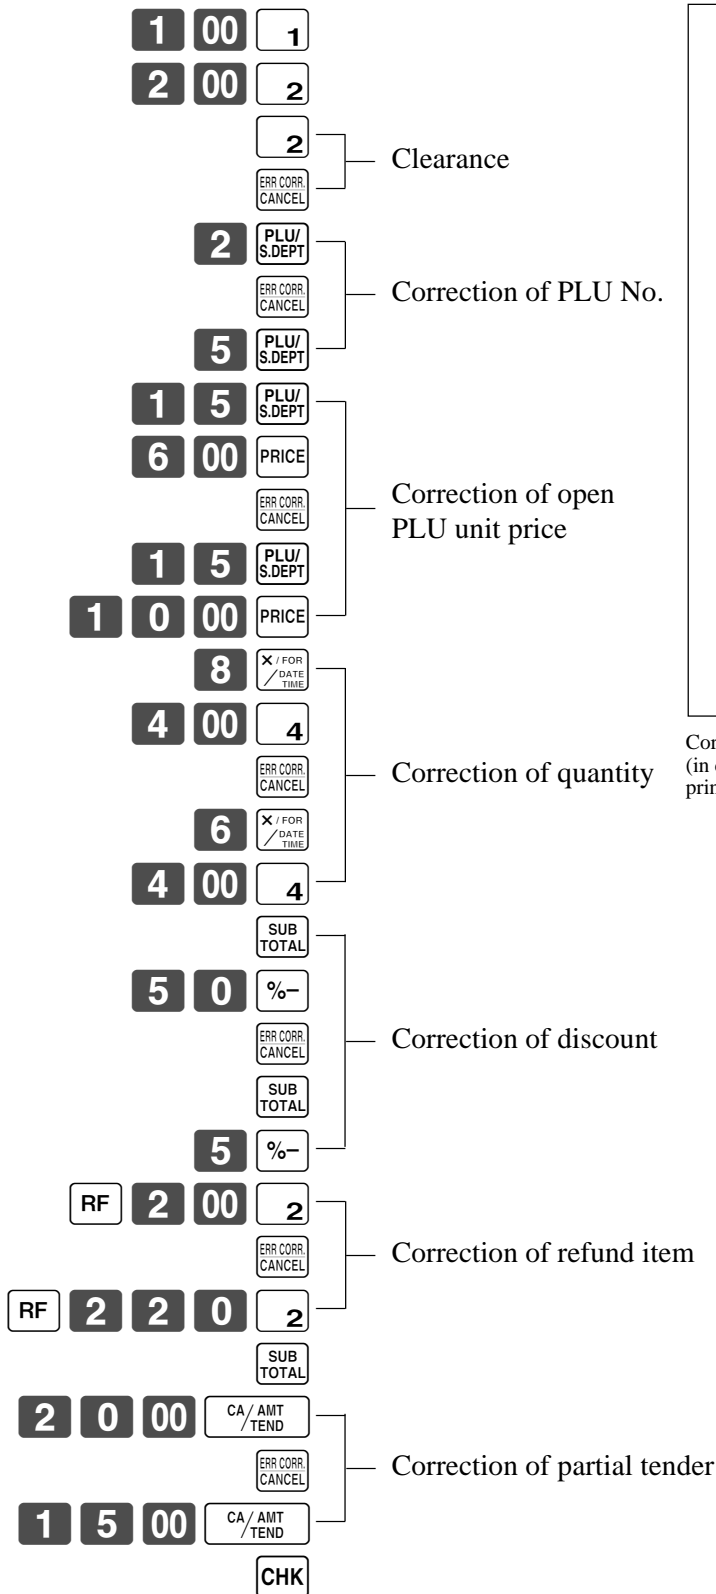 1 00 1
2 00 2
2
Clearance
ERR CORR.
CANCEL
2 PLU/
S.DEPT
ERR CORR.
CANCEL
Correction of PLU No.
5 PLU/
S.DEPT
1 5 PLU/
S.DEPT
6 00 PRICE
ERR CORR.
CANCEL
Correction of open
PLU unit price
1 5 PLU/
S.DEPT
1 0 00 PRICE
8 ×/FOR
/DATE
TIME
4 00 4
ERR CORR.
CANCEL
Correction of quantity
6 ×/FOR
/DATE
TIME
4 00 4
SUB
TOTAL
5 0 %−
ERR CORR.
CANCEL
Correction of discount
SUB
TOTAL
5 %−
RF 2 00 2
ERR CORR.
CANCEL
Correction of refund item
RF 2 2 0 2
SUB
TOTAL
2 0 00 CA/AMT
TEND
ERR CORR.
CANCEL
Correction of partial tender
1 5 00 CA/AMT
TEND
CHK
(in